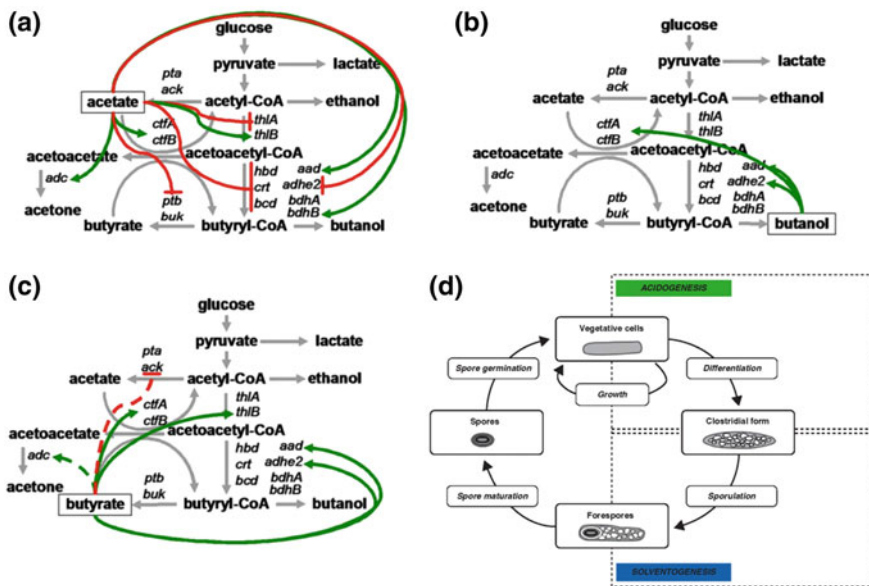 (a)
glucose
pyruvate
lactate
pta
ack
acetate
acetyl-CoA
ethanol
ctfA
ctfB
thlA
thlB
acetoacetate
acetoacetyl-CoA
adc
hbd
crt
bcd
aad
adhe2
bdhA
bdhB
acetone
ptb
buk
butyrate
butyryl-CoA
butanol
(b)
glucose
pyruvate
lactate
pta
ack
acetate
acetyl-CoA
ethanol
ctfA
ctfB
thlA
thlB
acetoacetate
acetoacetyl-CoA
adc
hbd
crt
bcd
aad
adhe2
bdhA
bdhB
acetone
ptb
buk
butyrate
butyryl-CoA
butanol
(c)
glucose
pyruvate
lactate
pta
ack
acetate
acetyl-CoA
ethanol
ctfA
ctfB
thlA
thlB
acetoacetate
acetoacetyl-CoA
adc
hbd
crt
bcd
aad
adhe2
bdhA
bdhB
acetone
ptb
buk
butyrate
butyryl-CoA
butanol
(d)
ACIDOGENESIS
Vegetative cells
Spore germination
Differentiation
Growth
Spores
Clostridial form
Spore maturation
Sporulation
Forespores
SOLVENTOGENESIS